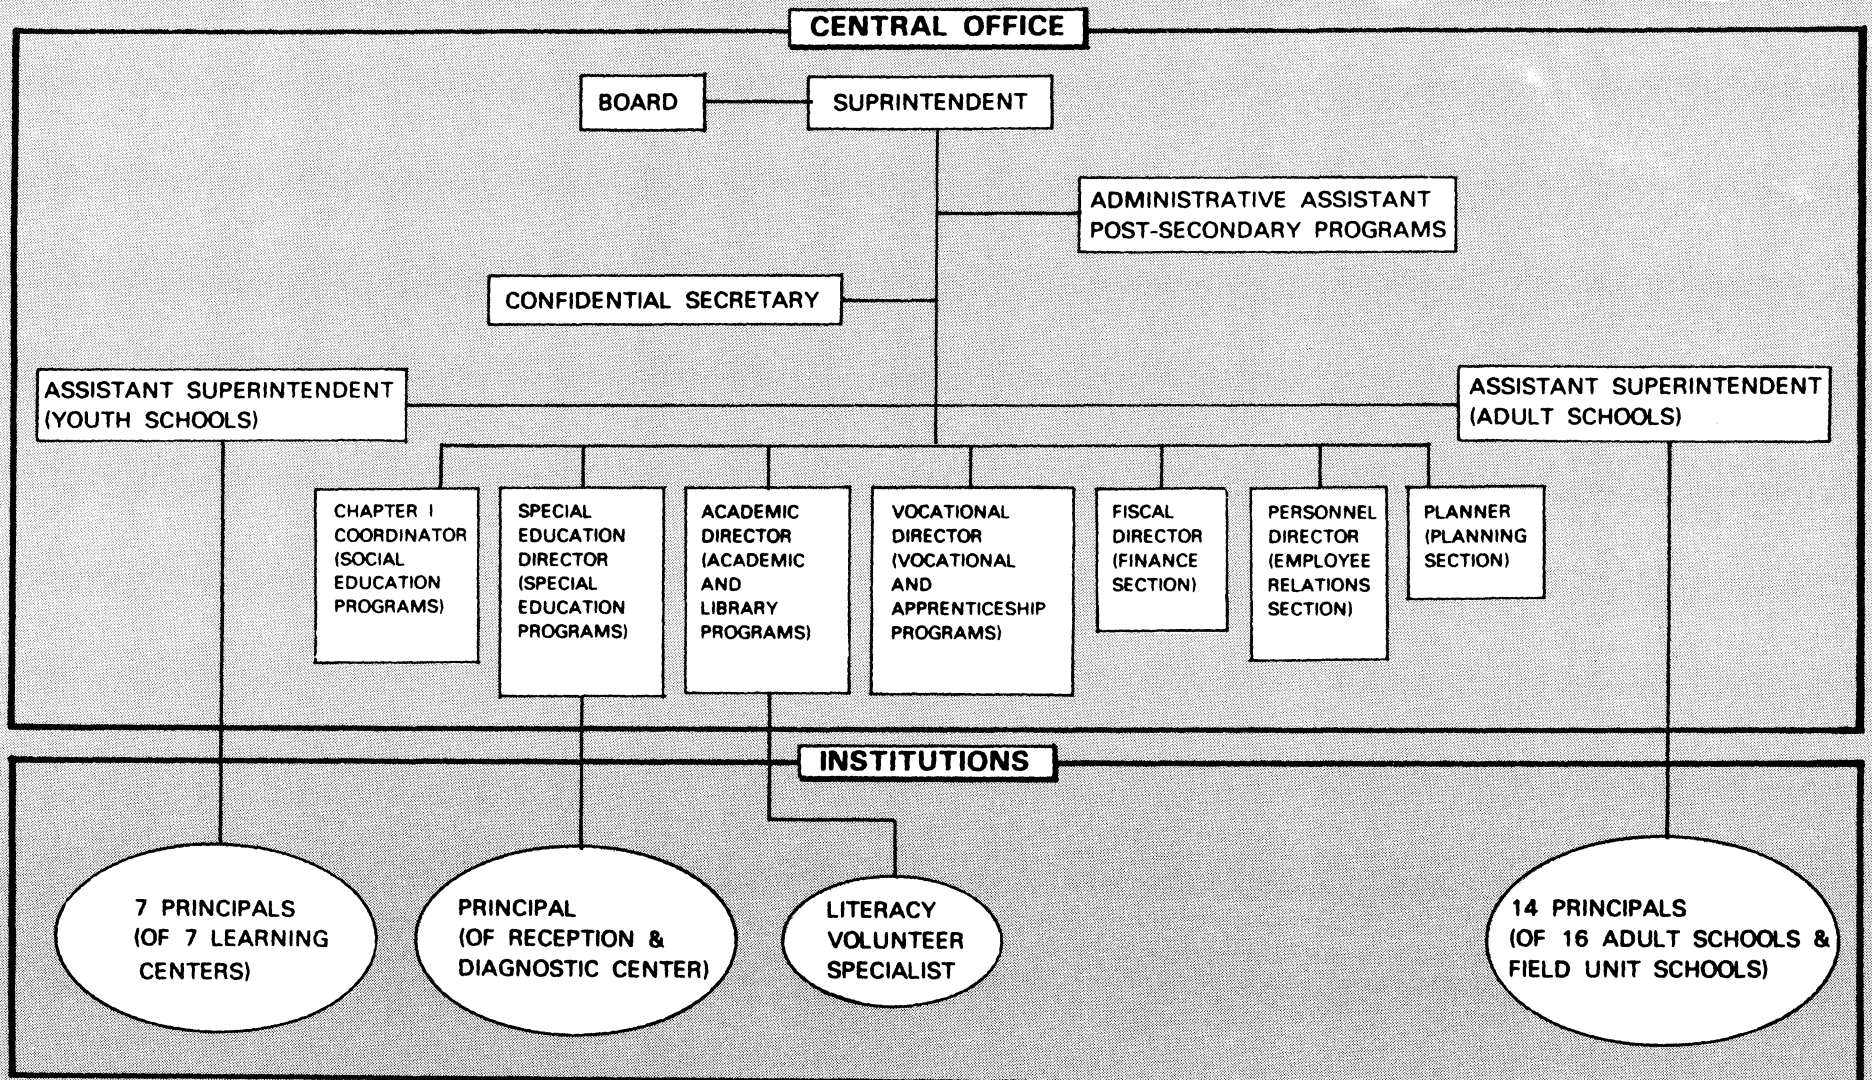 CENTRAL OFFICE
BOARD
SUPRINTENDENT
ADMINISTRATIVE ASSISTANT
POST-SECONDARY PROGRAMS
CONFIDENTIAL SECRETARY
ASSISTANT SUPERINTENDENT
(YOUTH SCHOOLS)
ASSISTANT SUPERINTENDENT
(ADULT SCHOOLS)
CHAPTER I
COORDINATOR
(SOCIAL
EDUCATION
PROGRAMS)
SPECIAL
EDUCATION
DIRECTOR
(SPECIAL
EDUCATION
PROGRAMS)
ACADEMIC
DIRECTOR
(ACADEMIC
AND
LIBRARY
PROGRAMS)
VOCATIONAL
DIRECTOR
(VOCATIONAL
AND
APPRENTICESHIP
PROGRAMS)
FISCAL
DIRECTOR
(FINANCE
SECTION)
PERSONNEL
DIRECTOR
(EMPLOYEE
RELATIONS
SECTION)
PLANNER
(PLANNING
SECTION)
INSTITUTIONS
7 PRINCIPALS
(OF 7 LEARNING
CENTERS)
PRINCIPAL
(OF RECEPTION &
DIAGNOSTIC CENTER)
LITERACY
VOLUNTEER
SPECIALIST
14 PRINCIPALS
(OF 16 ADULT SCHOOLS &
FIELD UNIT SCHOOLS)